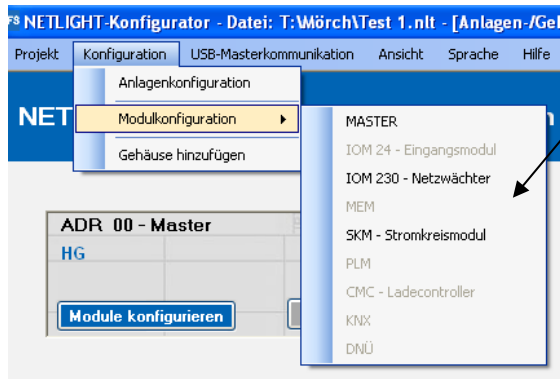 NETLIGHT-Konfigurator - Datei: T:\Mörch\Test 1.nlt - [Anlagen-/Gel
Projekt Konfiguration USB-Masterkommunikation Ansicht Sprache Hilfe
Anlagenkonfiguration
NET
Modulkonfiguration
MASTER
Gehäuse hinzufügen
IOM 24 - Eingangsmodul
IOM 230 - Netzwächter
MEM
SKM - Stromkreismodul
PLM
CMC - Ladecontroller
KNX
DNÜ
ADR 00 - Master
HG
Module konfigurieren